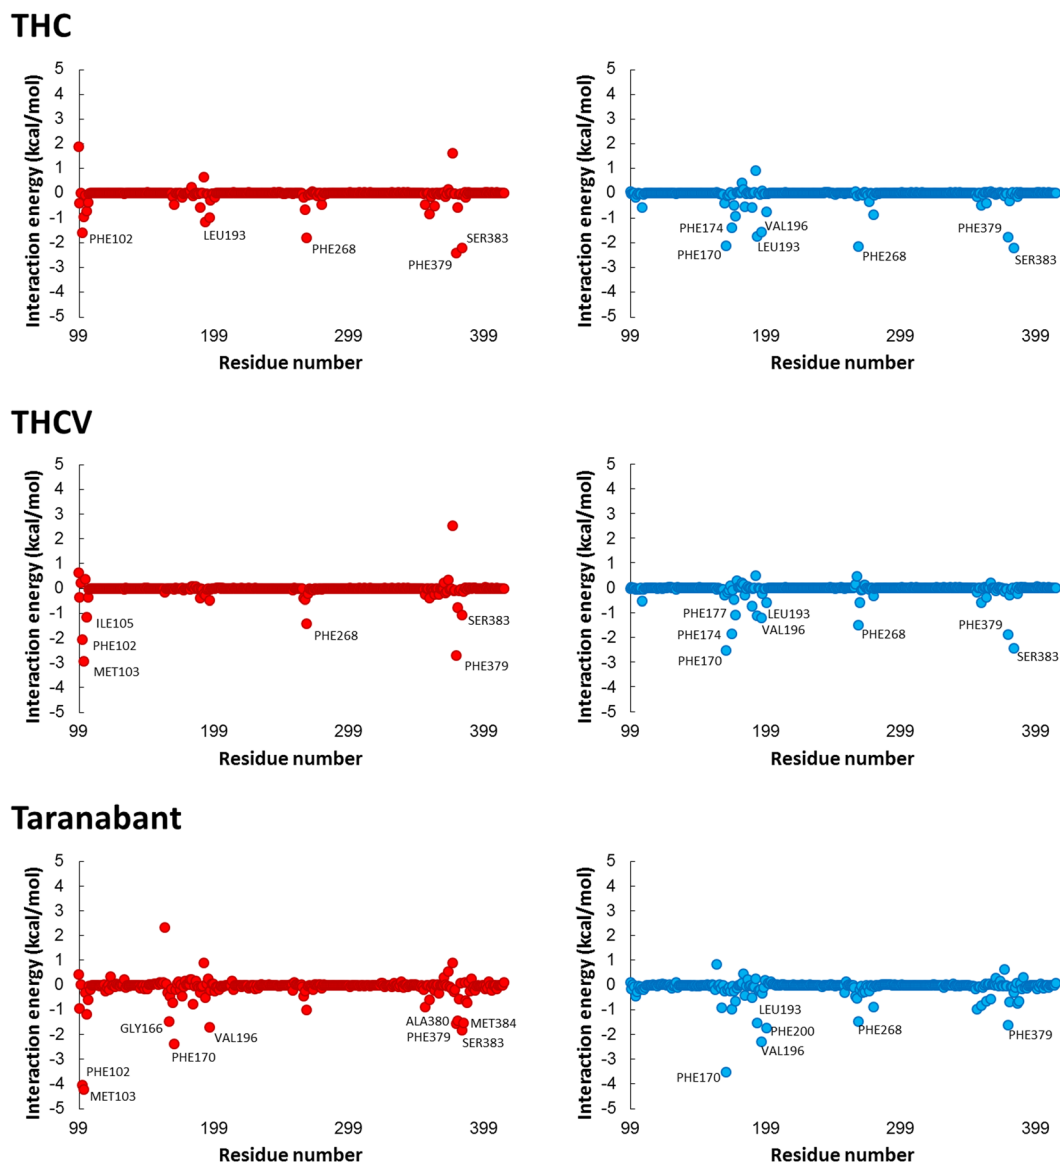 THC
Interaction energy (kcal/mol)
5
4
3
2
1
0
-1
-2
-3
-4
-5
PHE102
LEU193
PHE268
SER383
PHE379
99
199
299
399
Residue number
Interaction energy (kcal/mol)
5
4
3
2
1
0
-1
-2
-3
-4
-5
PHE174
VAL196
PHE379
PHE170
LEU193
PHE268
SER383
99
199
299
399
Residue number
THCV
Interaction energy (kcal/mol)
5
4
3
2
1
0
-1
-2
-3
-4
-5
ILE105
SER383
PHE102
PHE268
MET103
PHE379
99
199
299
399
Residue number
Interaction energy (kcal/mol)
5
4
3
2
1
0
-1
-2
-3
-4
-5
PHE177
LEU193
PHE174
VAL196
PHE268
PHE379
PHE170
SER383
99
199
299
399
Residue number
Taranabant
Interaction energy (kcal/mol)
5
4
3
2
1
0
-1
-2
-3
-4
-5
GLY166
VAL196
ALA380
MET384
PHE170
PHE379
SER383
PHE102
MET103
99
199
299
399
Residue number
Interaction energy (kcal/mol)
5
4
3
2
1
0
-1
-2
-3
-4
-5
LEU193
PHE200
PHE268
PHE379
VAL196
PHE170
99
199
299
399
Residue number